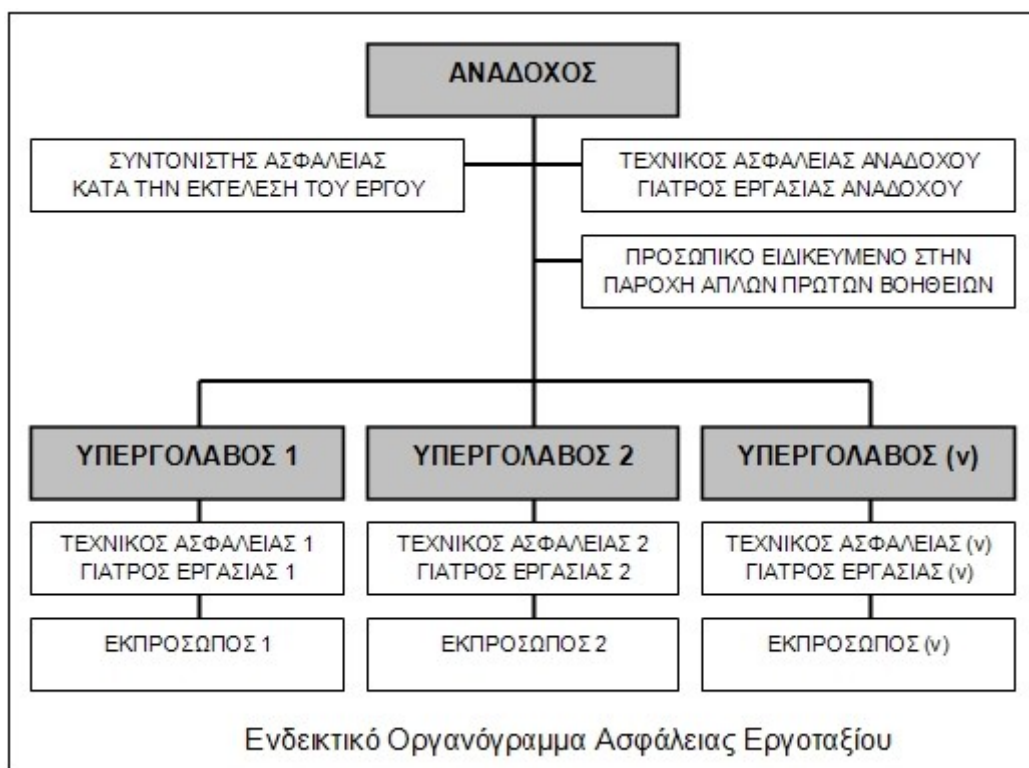 ΑΝΑΔΟΧΟΣ
ΣΥΝΤΟΝΙΣΤΗΣ ΑΣΦΑΛΕΙΑΣ
ΚΑΤΑ ΤΗΝ ΕΚΤΕΛΕΣΗ ΤΟΥ ΕΡΓΟΥ
ΤΕΧΝΙΚΟΣ ΑΣΦΑΛΕΙΑΣ ΑΝΑΔΟΧΟΥ
ΓΙΑΤΡΟΣ ΕΡΓΑΣΙΑΣ ΑΝΑΔΟΧΟΥ
ΠΡΟΣΩΠΙΚΟ ΕΙΔΙΚΕΥΜΕΝΟ ΣΤΗΝ
ΠΑΡΟΧΗ ΑΠΛΩΝ ΠΡΩΤΩΝ ΒΟΗΘΕΙΩΝ
ΥΠΕΡΓΟΛΑΒΟΣ 1
ΤΕΧΝΙΚΟΣ ΑΣΦΑΛΕΙΑΣ 1
ΓΙΑΤΡΟΣ ΕΡΓΑΣΙΑΣ 1
ΕΚΠΡΟΣΩΠΟΣ 1
ΥΠΕΡΓΟΛΑΒΟΣ 2
ΤΕΧΝΙΚΟΣ ΑΣΦΑΛΕΙΑΣ 2
ΓΙΑΤΡΟΣ ΕΡΓΑΣΙΑΣ 2
ΕΚΠΡΟΣΩΠΟΣ 2
ΥΠΕΡΓΟΛΑΒΟΣ (ν)
ΤΕΧΝΙΚΟΣ ΑΣΦΑΛΕΙΑΣ (ν)
ΓΙΑΤΡΟΣ ΕΡΓΑΣΙΑΣ (ν)
ΕΚΠΡΟΣΩΠΟΣ (ν)
Ενδεικτικό Οργανόγραμμα Ασφάλειας Εργοταξίου